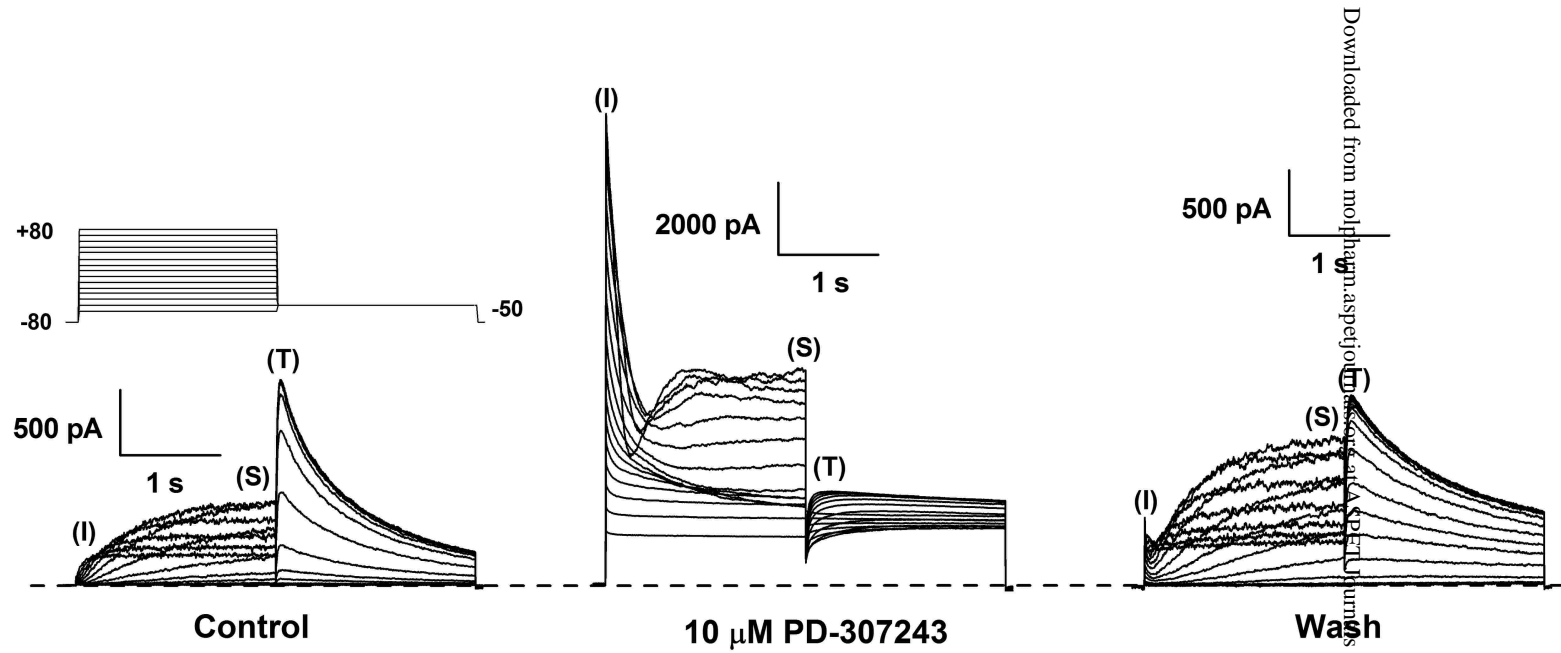 +80
-80
-50
(T)
500 pA
1 s
(S)
(I)
Control
(I)
2000 pA
1 s
(S)
(T)
10 μM PD-307243
500 pA
1 s
(T)
(S)
(I)
Wash
Downloaded from molpharm.aspetjournals.org at ASPET Journals